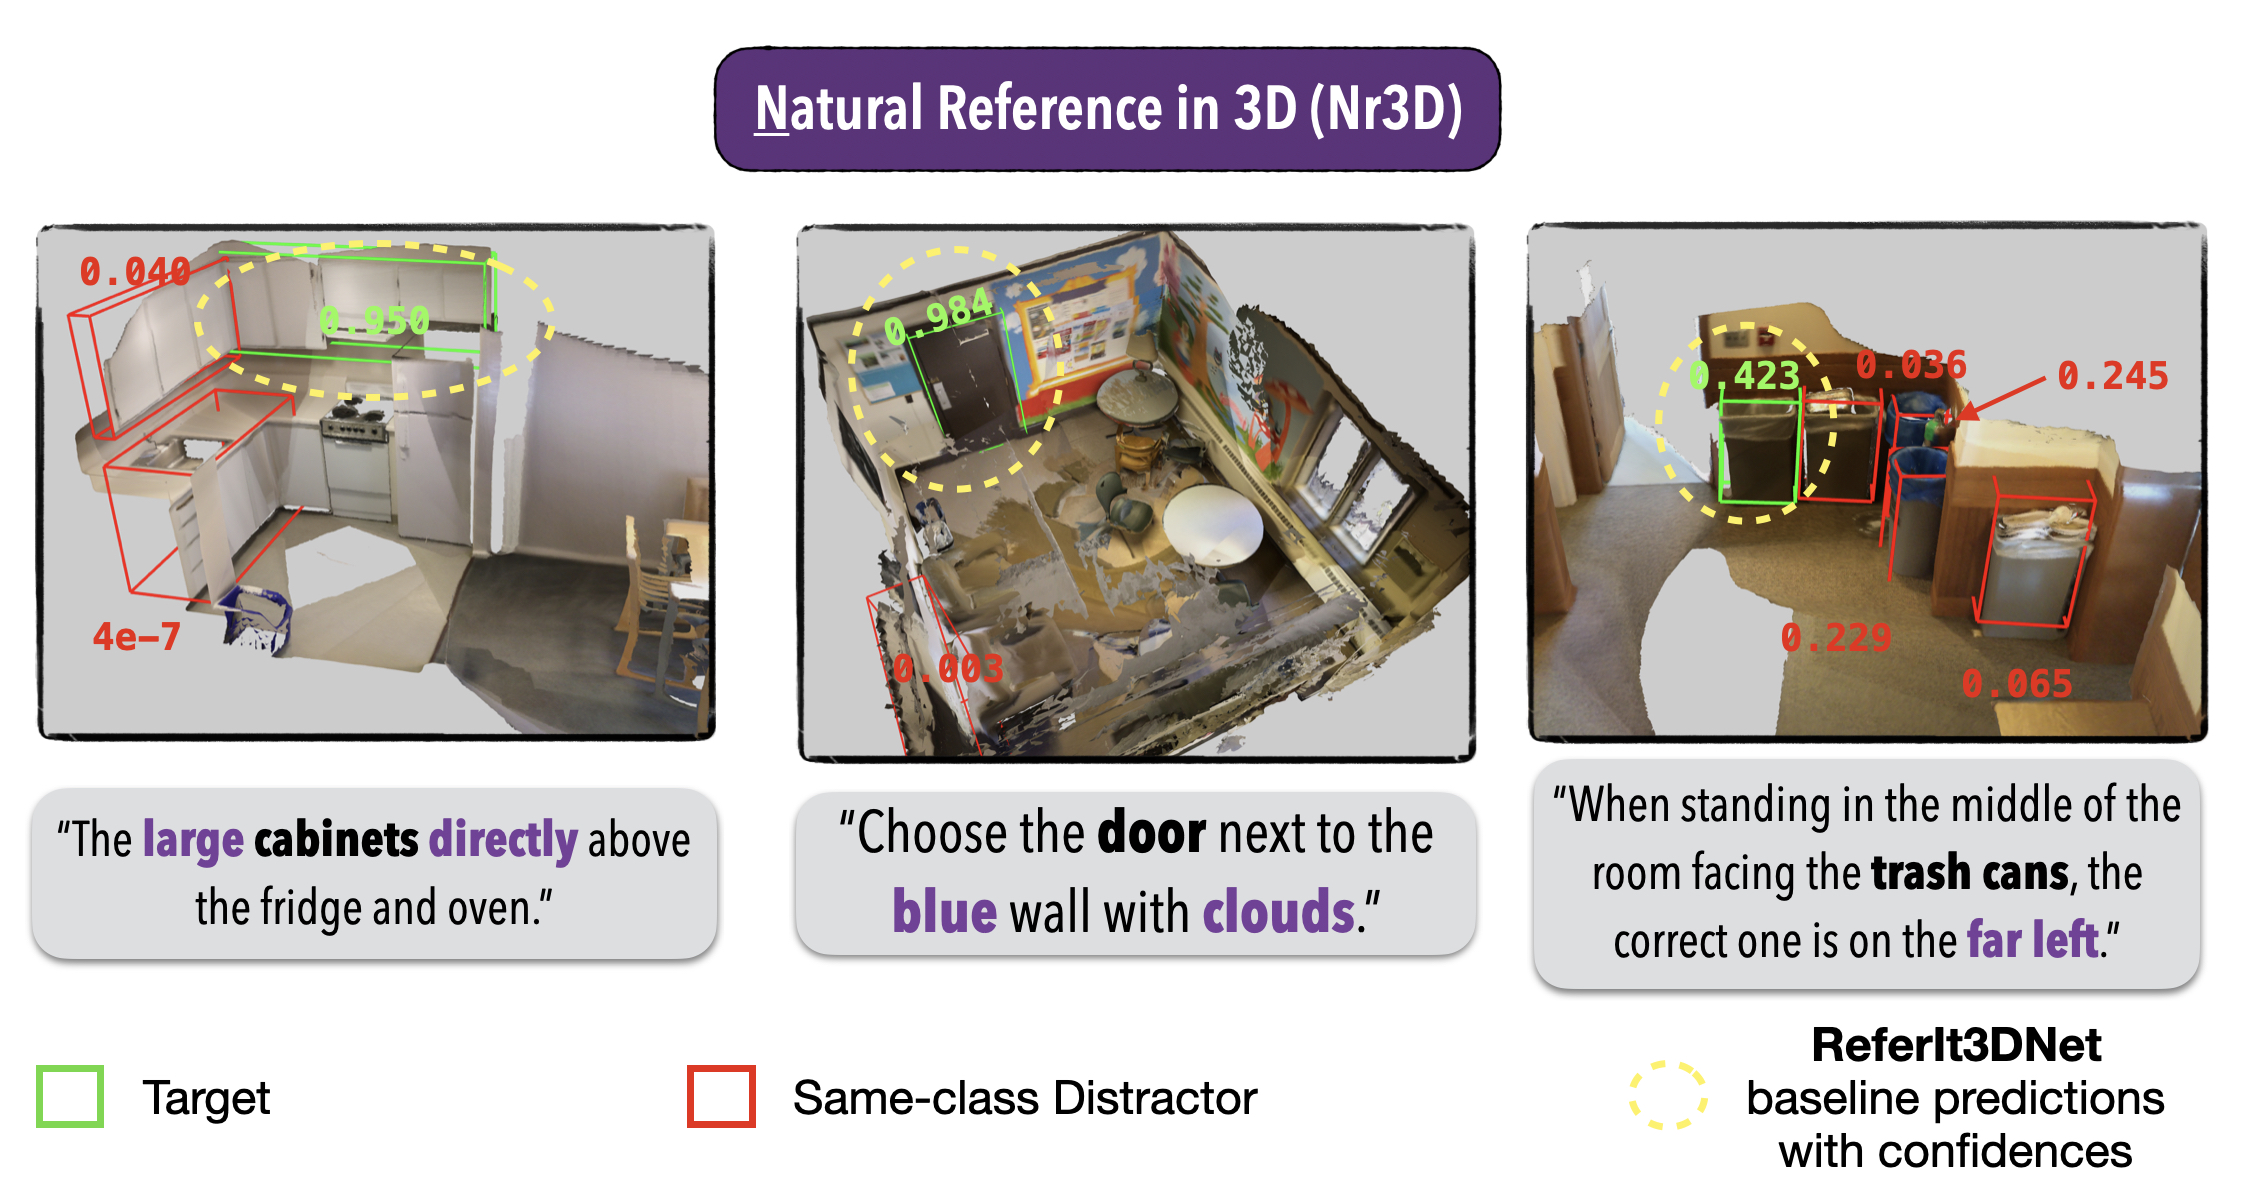 Natural Reference in 3D (Nr3D)
0.040
0.950
4e-7
0.984
0.003
0.423
0.036
0.245
0.229
0.065
"The large cabinets directly above
the fridge and oven."
"Choose the door next to the
blue wall with clouds."
"When standing in the middle of the
room facing the trash cans, the
correct one is on the far left."
Target
Same-class Distractor
ReferIt3DNet
baseline predictions
with confidences